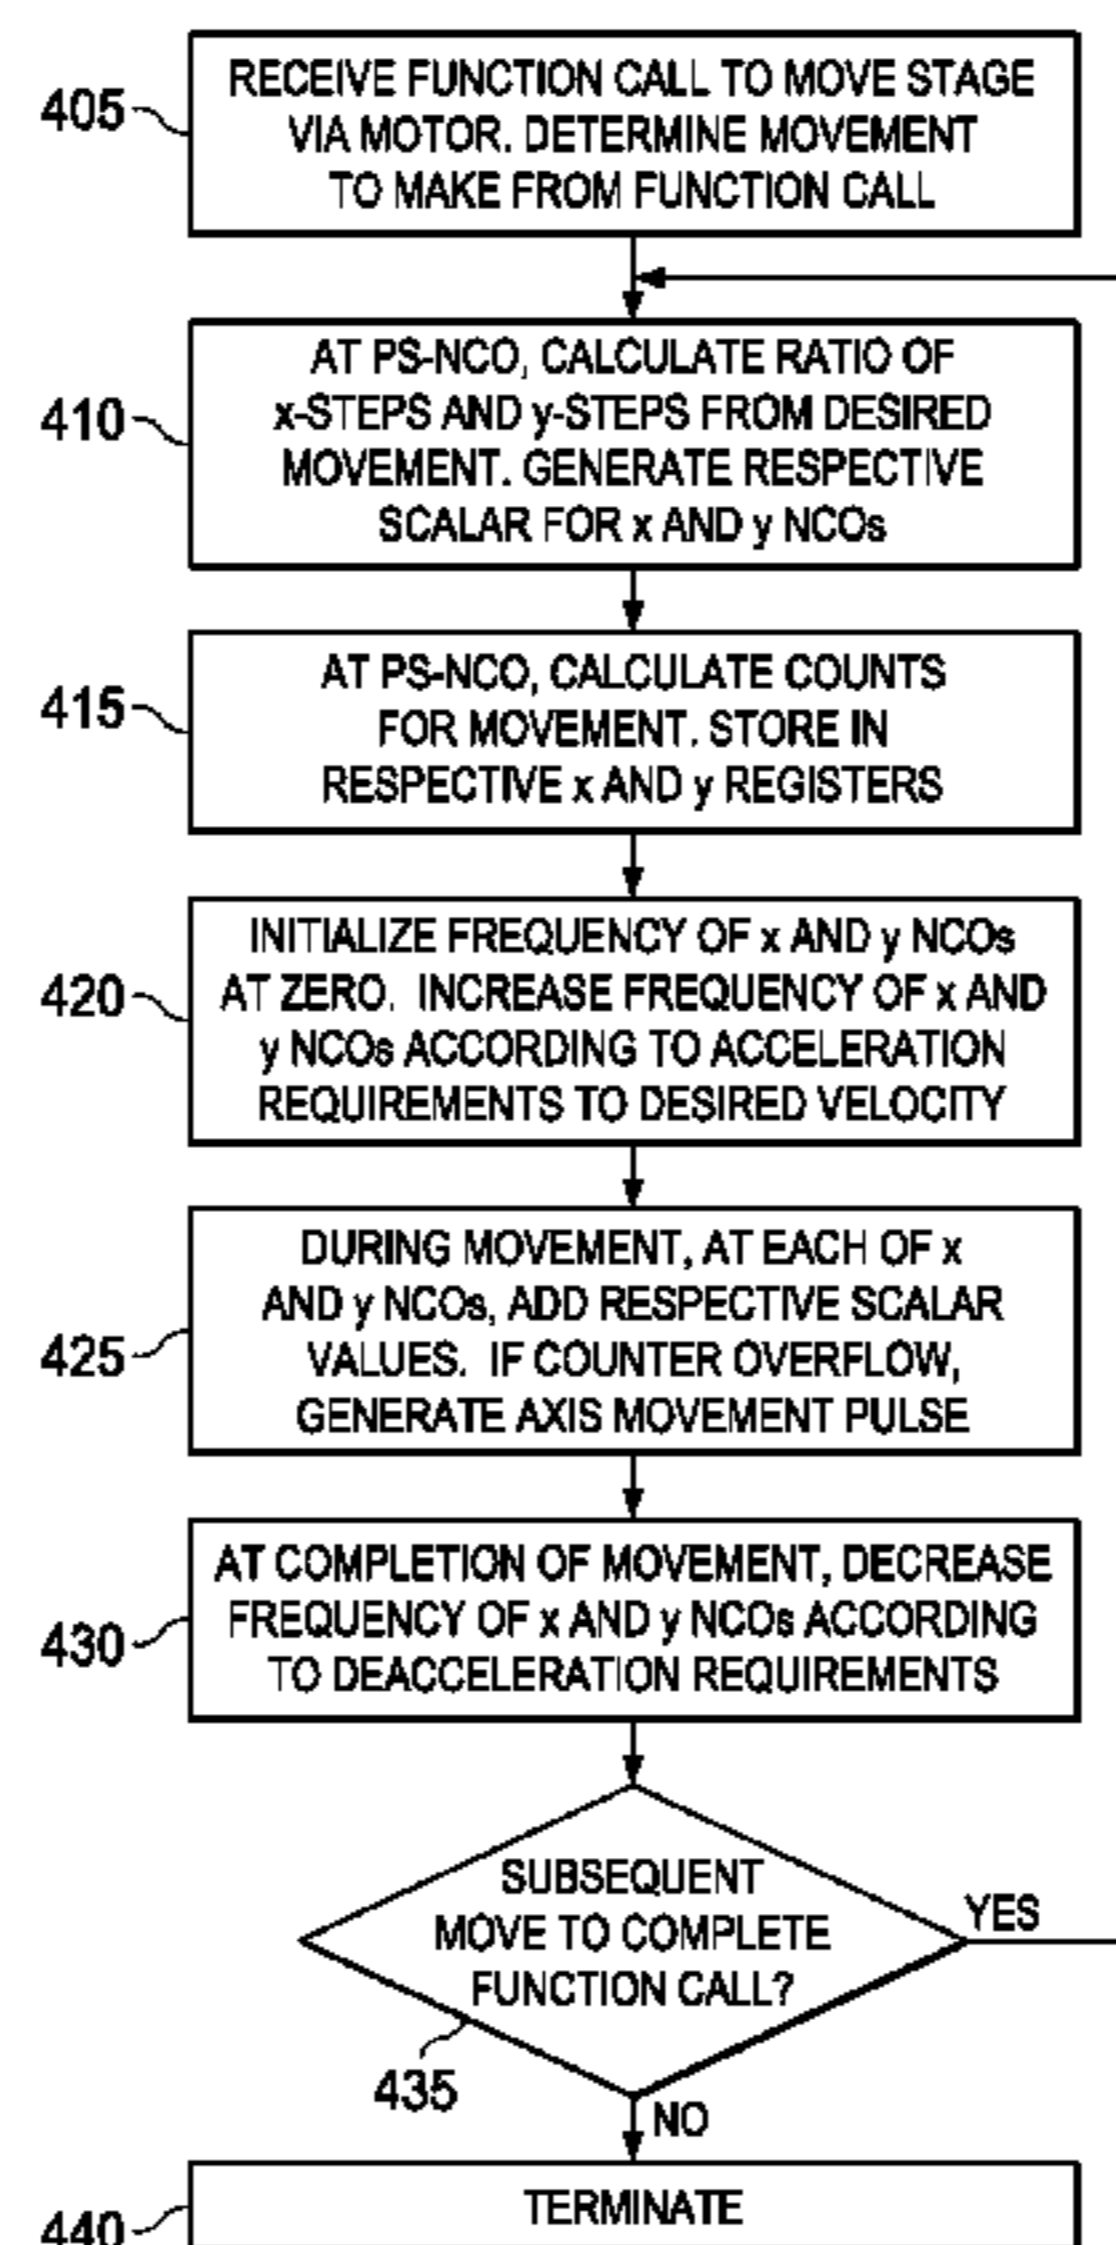 405
RECEIVE FUNCTION CALL TO MOVE STAGE
VIA MOTOR. DETERMINE MOVEMENT
TO MAKE FROM FUNCTION CALL
410
AT PS-NCO, CALCULATE RATIO OF
x-STEPS AND y-STEPS FROM DESIRED
MOVEMENT. GENERATE RESPECTIVE
SCALAR FOR x AND y NCOs
415
AT PS-NCO, CALCULATE COUNTS
FOR MOVEMENT. STORE IN
RESPECTIVE x AND y REGISTERS
420
INITIALIZE FREQUENCY OF x AND y NCOs
AT ZERO. INCREASE FREQUENCY OF x AND
y NCOs ACCORDING TO ACCELERATION
REQUIREMENTS TO DESIRED VELOCITY
425
DURING MOVEMENT, AT EACH OF x
AND y NCOs, ADD RESPECTIVE SCALAR
VALUES. IF COUNTER OVERFLOW,
GENERATE AXIS MOVEMENT PULSE
430
AT COMPLETION OF MOVEMENT, DECREASE
FREQUENCY OF x AND y NCOs ACCORDING
TO DEACCELERATION REQUIREMENTS
SUBSEQUENT
MOVE TO COMPLETE
FUNCTION CALL?
YES
435
NO
440
TERMINATE